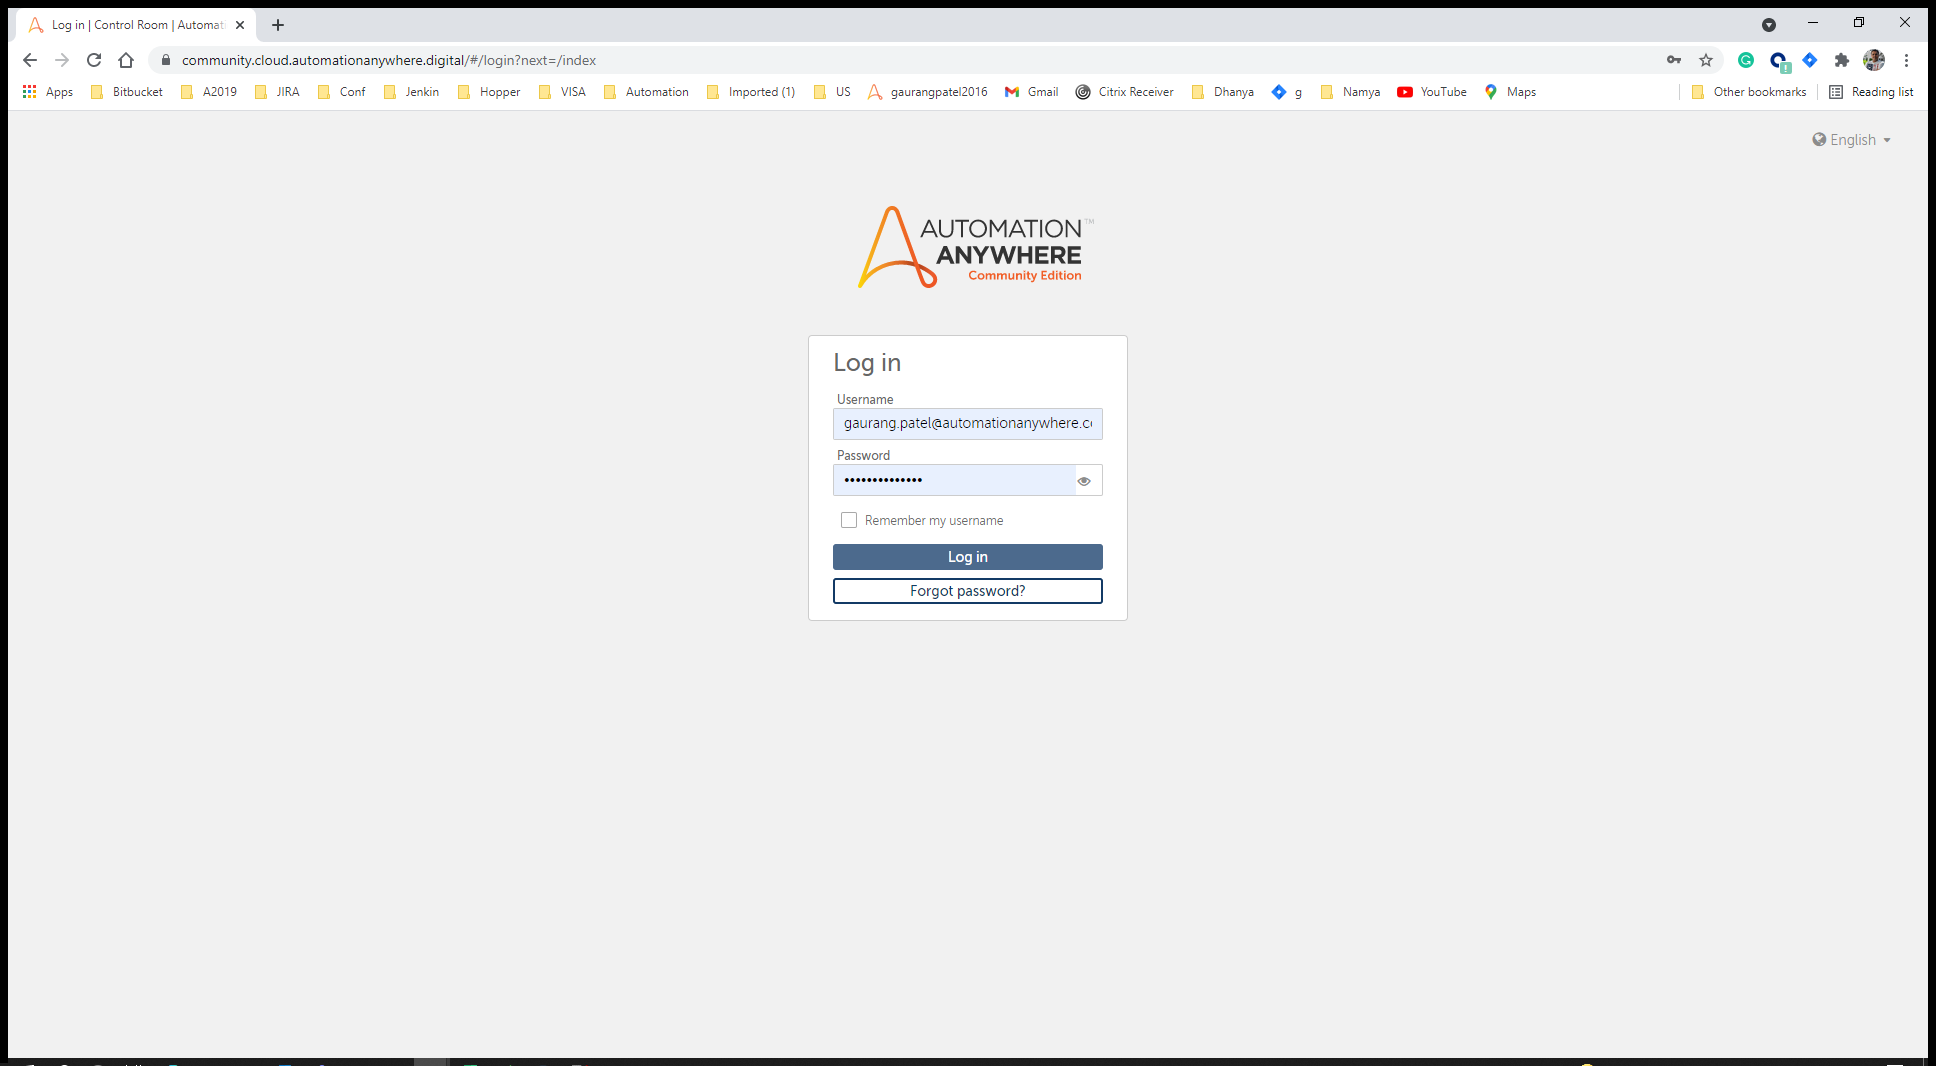 Log in | Control Room | Automat
community.cloud.automationanywhere.digital/#/login?next=/index
Apps Bitbucket A2019 JIRA Conf Jenkin Hopper VISA Automation Imported (1) US gaurangpatel2016 Gmail Citrix Receiver Dhanya g Namya YouTube Maps Other bookmarks Reading list
English
AUTOMATION TM
ANYWHERE
Community Edition
Log in
Username
gaurang.patel@automationanywhere.c
Password
Remember my username
Log in
Forgot password?